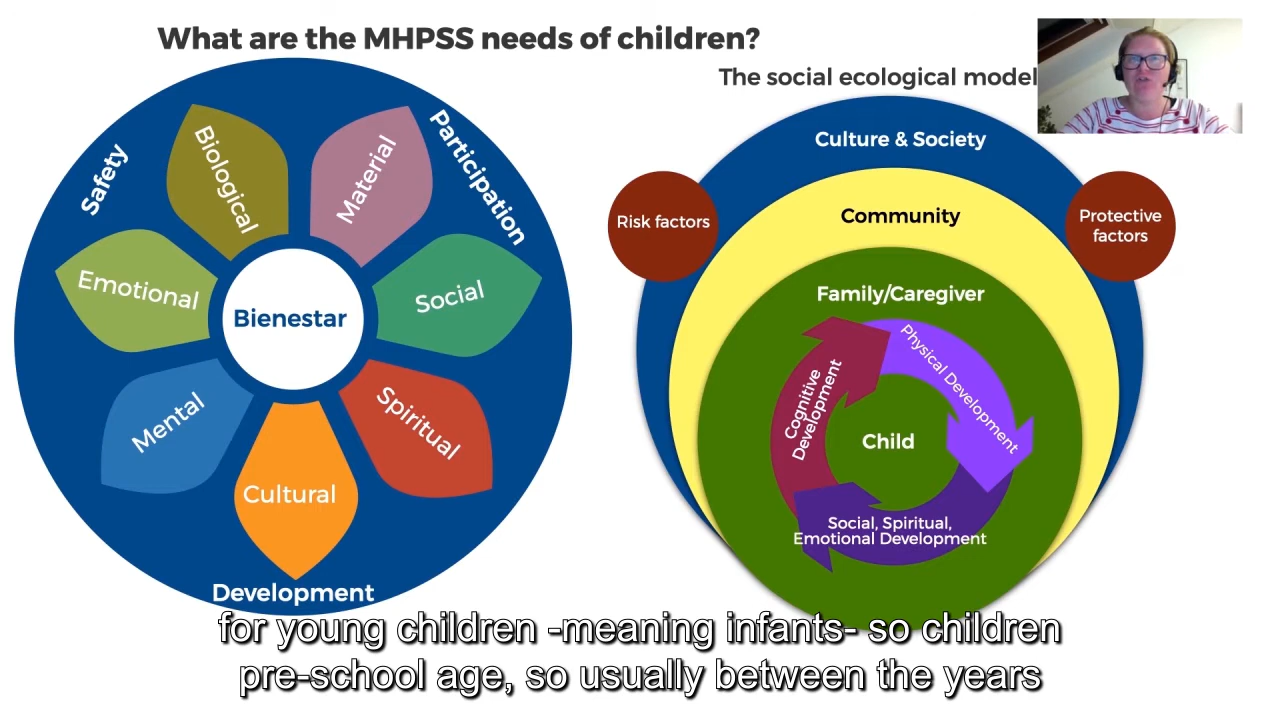 What are the MHPSS needs of children?
The social ecological model
Safety
Biological
Material
Participation
Emotional
Social
Bienestar
Mental
Spiritual
Cultural
Development
Culture & Society
Risk factors
Community
Protective
factors
Family/Caregiver
Cognitive
Development
Physical Development
Child
Social, Spiritual,
Emotional Development
for young children -meaning infants- so children
pre-school age, so usually between the years